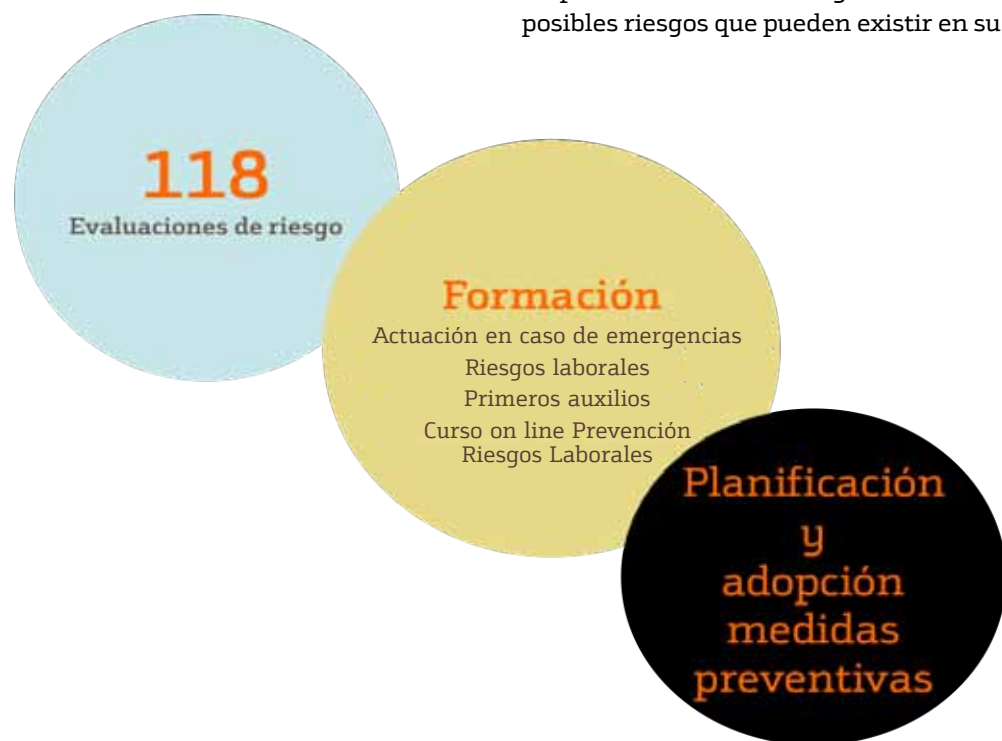 posibles riesgos que pueden existir en su
118
Evaluaciones de riesgo
Formación
Actuación en caso de emergencias
Riesgos laborales
Primeros auxilios
Curso on line Prevención
Riesgos Laborales
Planificación
y
adopción
medidas
preventivas